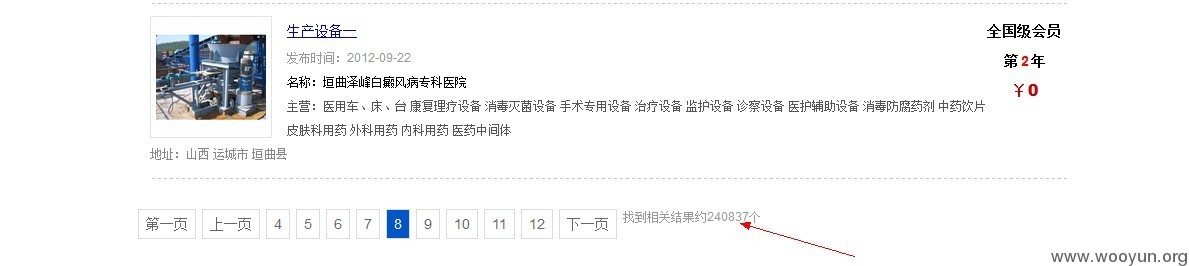 生产设备一
全国级会员
发布时间：2012-09-22
第 2 年
名称：垣曲泽峰白癜风病专科医院
￥0
主营：医用车、床、台 康复理疗设备 消毒灭菌设备 手术专用设备 治疗设备 监护设备 诊察设备 医护辅助设备 消毒防腐药剂 中药饮片
皮肤科用药 外科用药 内科用药 医药中间体
地址：山西 运城市 垣曲县
第一页 上一页 4 5 6 7 8 9 10 11 12 下一页 找到相关结果约240837个
www.wooyun.org